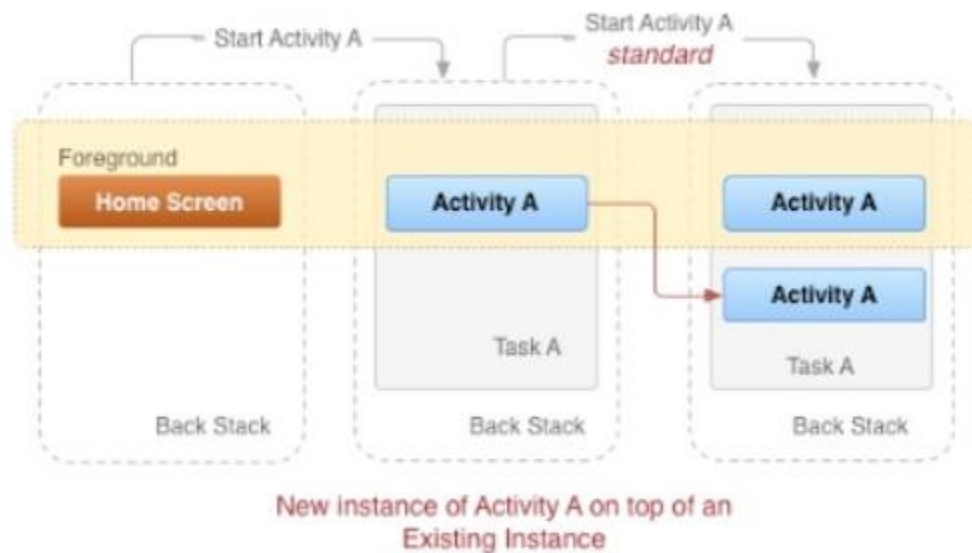 Start Activity A
Start Activity A
standard
Foreground
Home Screen
Activity A
Activity A
Activity A
Task A
Task A
Back Stack
Back Stack
Back Stack
New instance of Activity A on top of an
Existing Instance